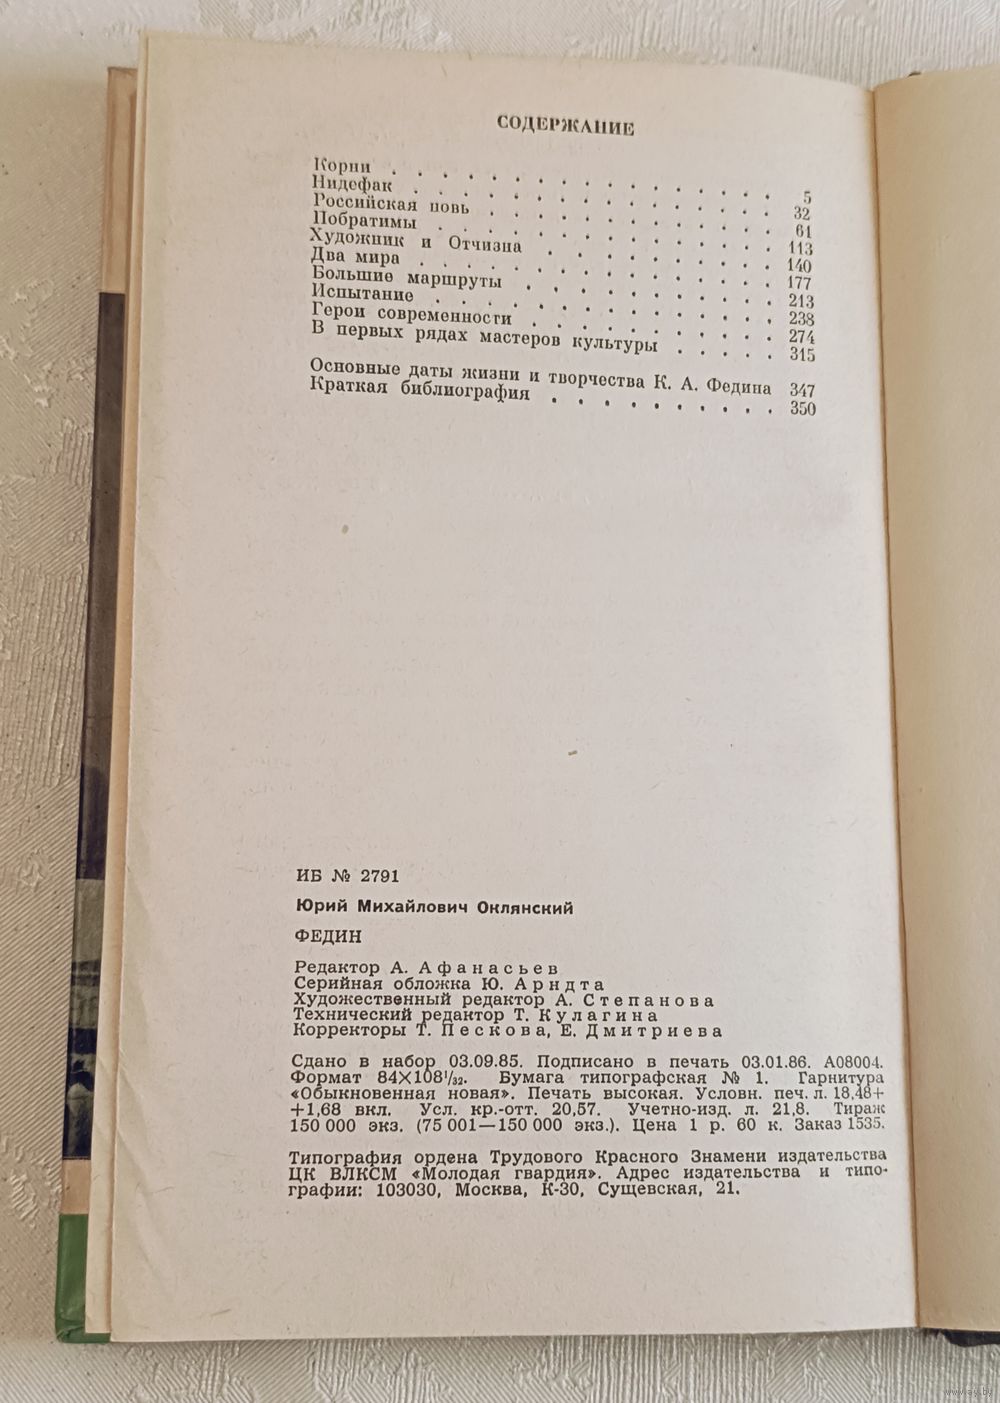 СОДЕРЖАНИЕ
Корни . . . . . . . . . . . . . . . . 5
Нидефак . . . . . . . . . . . . . . . 32
Российская новь . . . . . . . . . . . . 61
Побратимы . . . . . . . . . . . . . . 113
Художник и Отчизна . . . . . . . . . . 140
Два мира . . . . . . . . . . . . . . . 177
Большие маршруты . . . . . . . . . . . 213
Испытание . . . . . . . . . . . . . . 238
Герои современности . . . . . . . . . . 274
В первых рядах мастеров культуры . . . . . 315
Основные даты жизни и творчества К. А. Федина 347
Краткая библиография . . . . . . . . . . 350
ИБ № 2791
Юрий Михайлович Оклянский
ФЕДИН
Редактор А. Афанасьев
Серийная обложка Ю. Арндта
Художественный редактор А. Степанова
Технический редактор Т. Кулагина
Корректоры Т. Пескова, Е. Дмитриева
Сдано в набор 03.09.85. Подписано в печать 03.01.86. А08004.
Формат 84×108¹/₃₂. Бумага типографская № 1. Гарнитура
«Обыкновенная новая». Печать высокая. Условн. печ. л. 18,48+
+1,68 вкл. Усл. кр.-отт. 20,57. Учетно-изд. л. 21,8. Тираж
150 000 экз. (75 001—150 000 экз.). Цена 1 р. 60 к. Заказ 1535.
Типография ордена Трудового Красного Знамени издательства
ЦК ВЛКСМ «Молодая гвардия». Адрес издательства и типо-
графии: 103030, Москва, К-30, Сущевская, 21.
www.ay.by